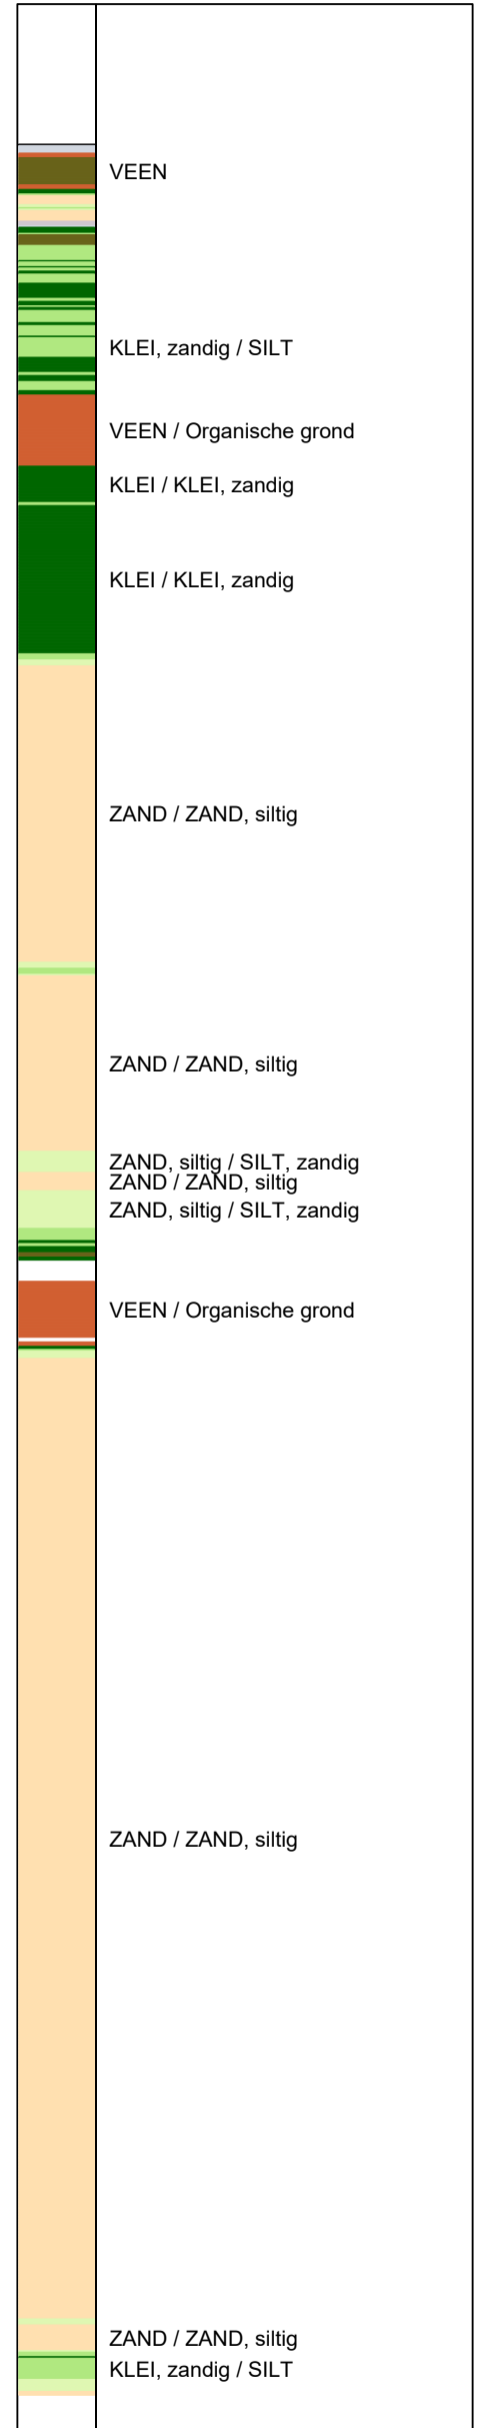 VEEN
KLEI, zandig / SILT
VEEN / Organische grond
KLEI / KLEI, zandig
KLEI / KLEI, zandig
ZAND / ZAND, siltig
ZAND / ZAND, siltig
ZAND, siltig / SILT, zandig
ZAND / ZAND, siltig
ZAND, siltig / SILT, zandig
VEEN / Organische grond
ZAND / ZAND, siltig
ZAND / ZAND, siltig
KLEI, zandig / SILT